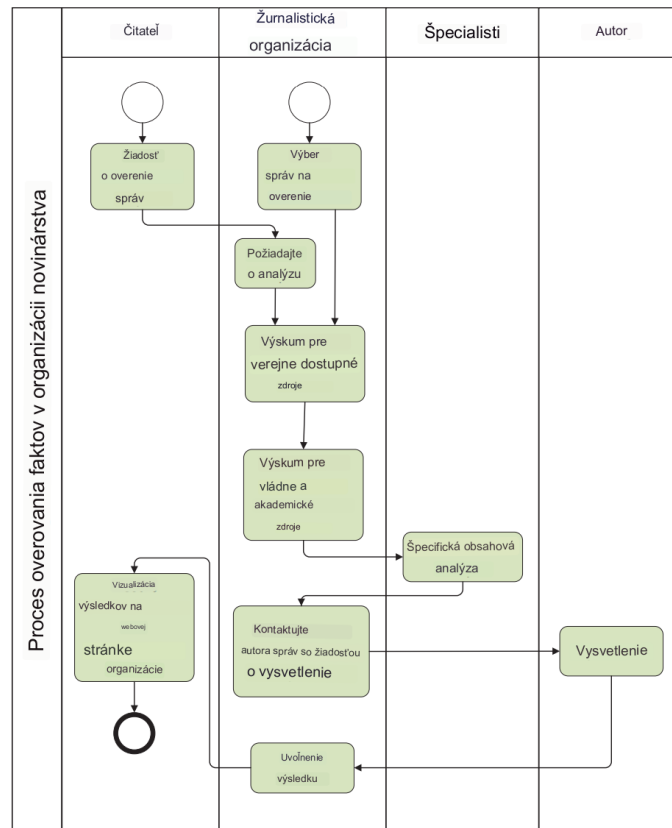 Proces overovania faktov v organizácii novinárstva
Čitateľ
Žurnalistická
organizácia
Špecialisti
Autor
Žiadosť
o overenie
správ
Výber
správ na
overenie
Požiadajte
o analýzu
Výskum pre
verejne dostupné
zdroje
Výskum pre
vládne a
akademické
zdroje
Špecifická obsahová
analýza
Kontaktujte
autora správ so žiadosťou
o vysvetlenie
Vysvetlenie
Uvoľnenie
výsledku
Vizualizácia
výsledkov na
webovej
stránke
organizácie